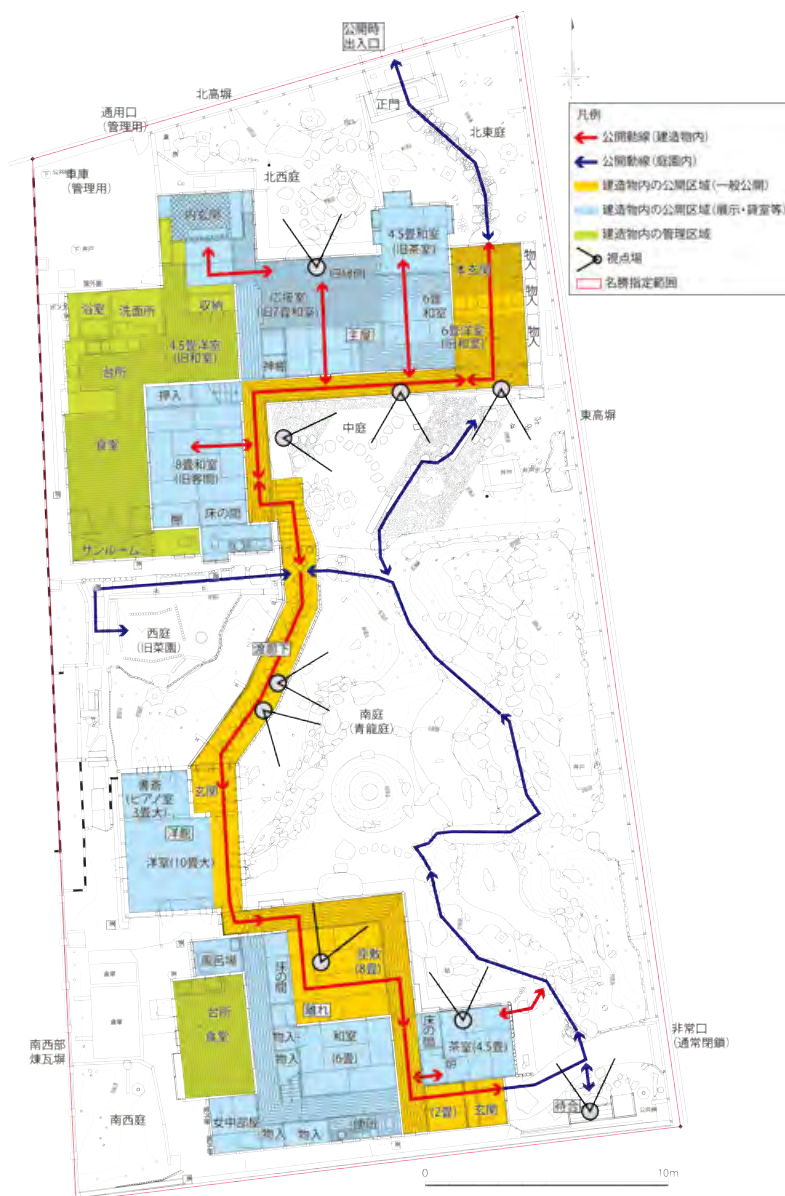 公開時
出入口
正門
北高塀
北東庭
通用口
(管理用)
北西庭
車庫
(管理用)
凡例
公開動線(建造物内)
公開動線(庭園内)
建造物内の公開区域(一般公開)
建造物内の公開区域(展示・貸室等)
建造物内の管理区域
視点場
名勝指定範囲
内玄関
4.5畳和室
(旧茶室)
本玄関
物入
物入
物入
収納
応接室
(旧7畳和室)
主屋
6畳
和室
6畳洋室
(旧和室)
浴室
洗面所
4.5畳洋室
(旧和室)
台所
神棚
押入
食堂
8畳和室
(旧客間)
床の間
サンルーム
中庭
東高塀
西庭
(旧菜園)
渡廊下
南庭
(青龍庭)
書斎
(ピアノ室
3畳大)
玄関
洋館
洋室(10畳大)
風呂場
床の間
座敷
(8畳)
離れ
台所
食堂
物入
物入
和室
(6畳)
床の間
茶室(4.5畳)
炉
非常口
(通常閉鎖)
南西部
煉瓦塀
南西庭
女中部屋
物入
物入
便所
(2畳)
玄関
待合
0
10m